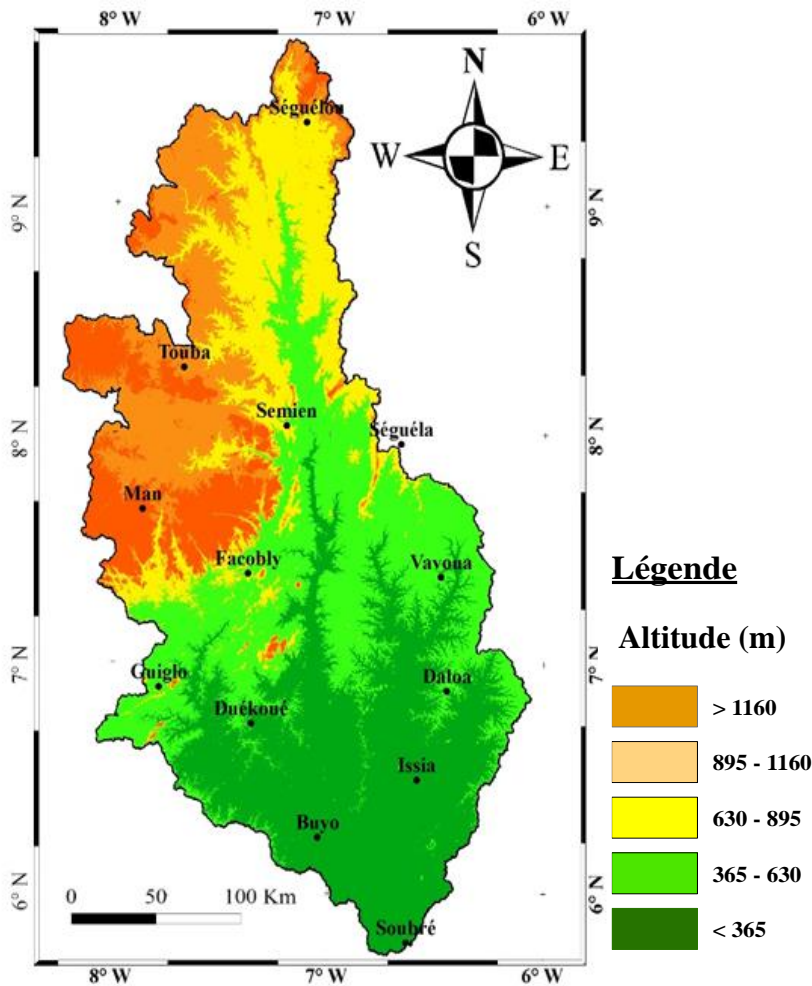 8° W 7° W 6° W
N
W E
S
9° N 9° N
Séguélou
Touba
Semien
Séguéla
8° N 8° N
Man
Facobly
Vavoua
7° N 7° N
Guiglo
Daloa
Duékoué
Issia
Buyo
6° N 6° N
0 50 100 Km
Soubré
8° W 7° W 6° W
Légende
Altitude (m)
> 1160
895 - 1160
630 - 895
365 - 630
< 365